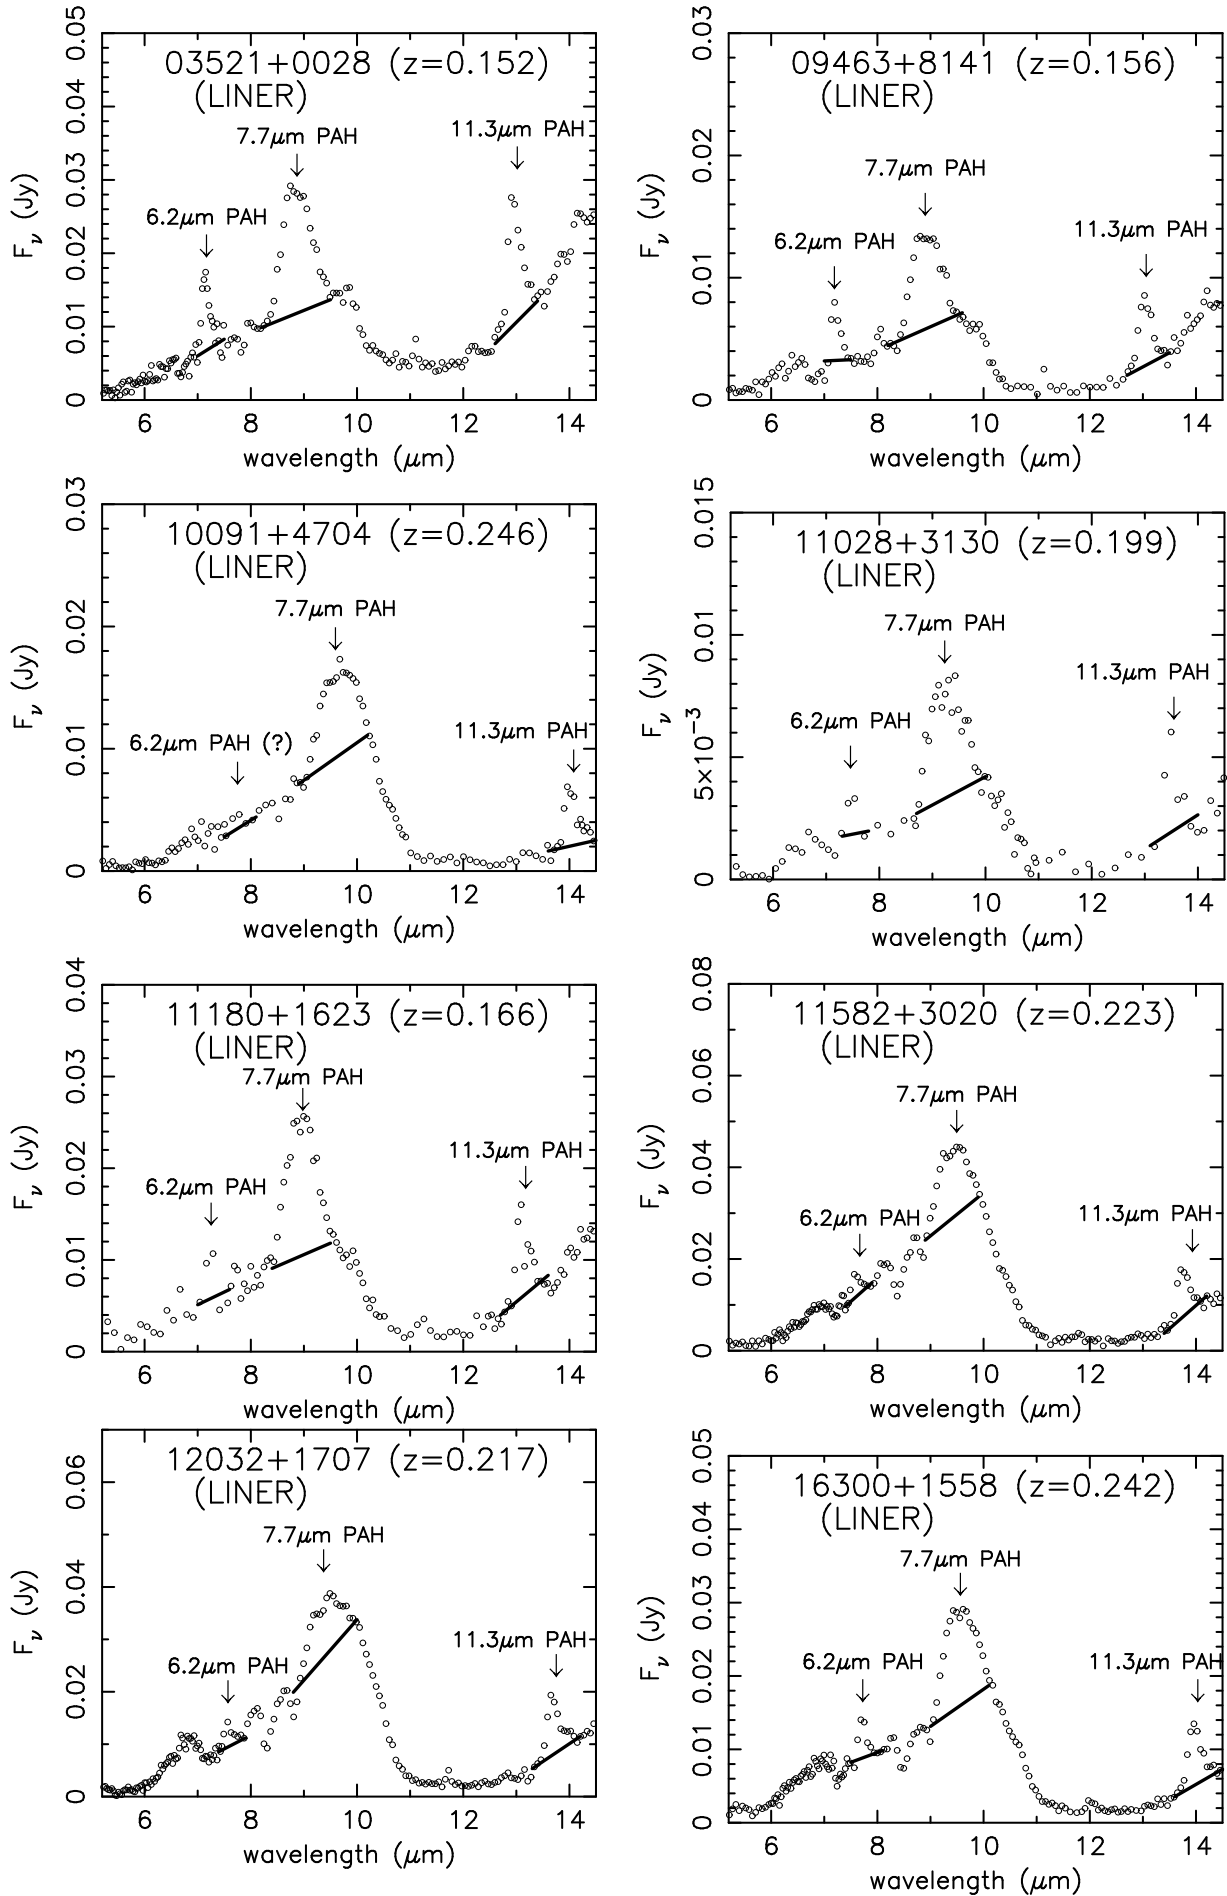 03521+0028 (z=0.152)
(LINER)
7.7μm PAH
11.3μm PAH
6.2μm PAH
0.05
0.04
0.03
0.02
0.01
0
Fν (Jy)
6 8 10 12 14
wavelength (μm)
09463+8141 (z=0.156)
(LINER)
7.7μm PAH
6.2μm PAH
11.3μm PAH
0.03
0.02
0.01
0
Fν (Jy)
6 8 10 12 14
wavelength (μm)
10091+4704 (z=0.246)
(LINER)
7.7μm PAH
6.2μm PAH (?)
11.3μm PAH
0.03
0.02
0.01
0
Fν (Jy)
6 8 10 12 14
wavelength (μm)
11028+3130 (z=0.199)
(LINER)
7.7μm PAH
11.3μm PAH
6.2μm PAH
0.015
0.01
5×10⁻³
0
Fν (Jy)
6 8 10 12 14
wavelength (μm)
11180+1623 (z=0.166)
(LINER)
7.7μm PAH
11.3μm PAH
6.2μm PAH
0.04
0.03
0.02
0.01
0
Fν (Jy)
6 8 10 12 14
wavelength (μm)
11582+3020 (z=0.223)
(LINER)
7.7μm PAH
6.2μm PAH
11.3μm PAH
0.08
0.06
0.04
0.02
0
Fν (Jy)
6 8 10 12 14
wavelength (μm)
12032+1707 (z=0.217)
(LINER)
7.7μm PAH
11.3μm PAH
6.2μm PAH
0.06
0.04
0.02
0
Fν (Jy)
6 8 10 12 14
wavelength (μm)
16300+1558 (z=0.242)
(LINER)
7.7μm PAH
6.2μm PAH
11.3μm PAH
0.05
0.04
0.03
0.02
0.01
0
Fν (Jy)
6 8 10 12 14
wavelength (μm)